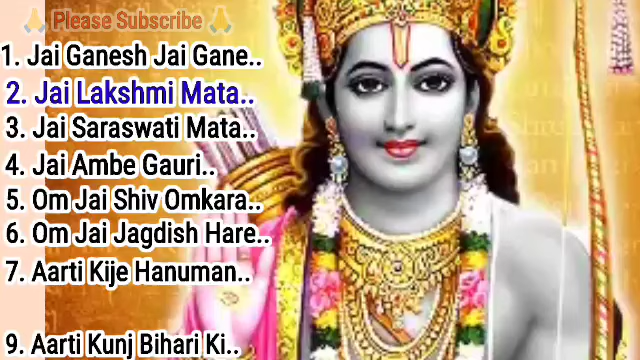 🙏 Please Subscribe 🙏
1. Jai Ganesh Jai Gane..
2. Jai Lakshmi Mata..
3. Jai Saraswati Mata..
4. Jai Ambe Gauri..
5. Om Jai Shiv Omkara..
6. Om Jai Jagdish Hare..
7. Aarti Kije Hanuman..
9. Aarti Kunj Bihari Ki..